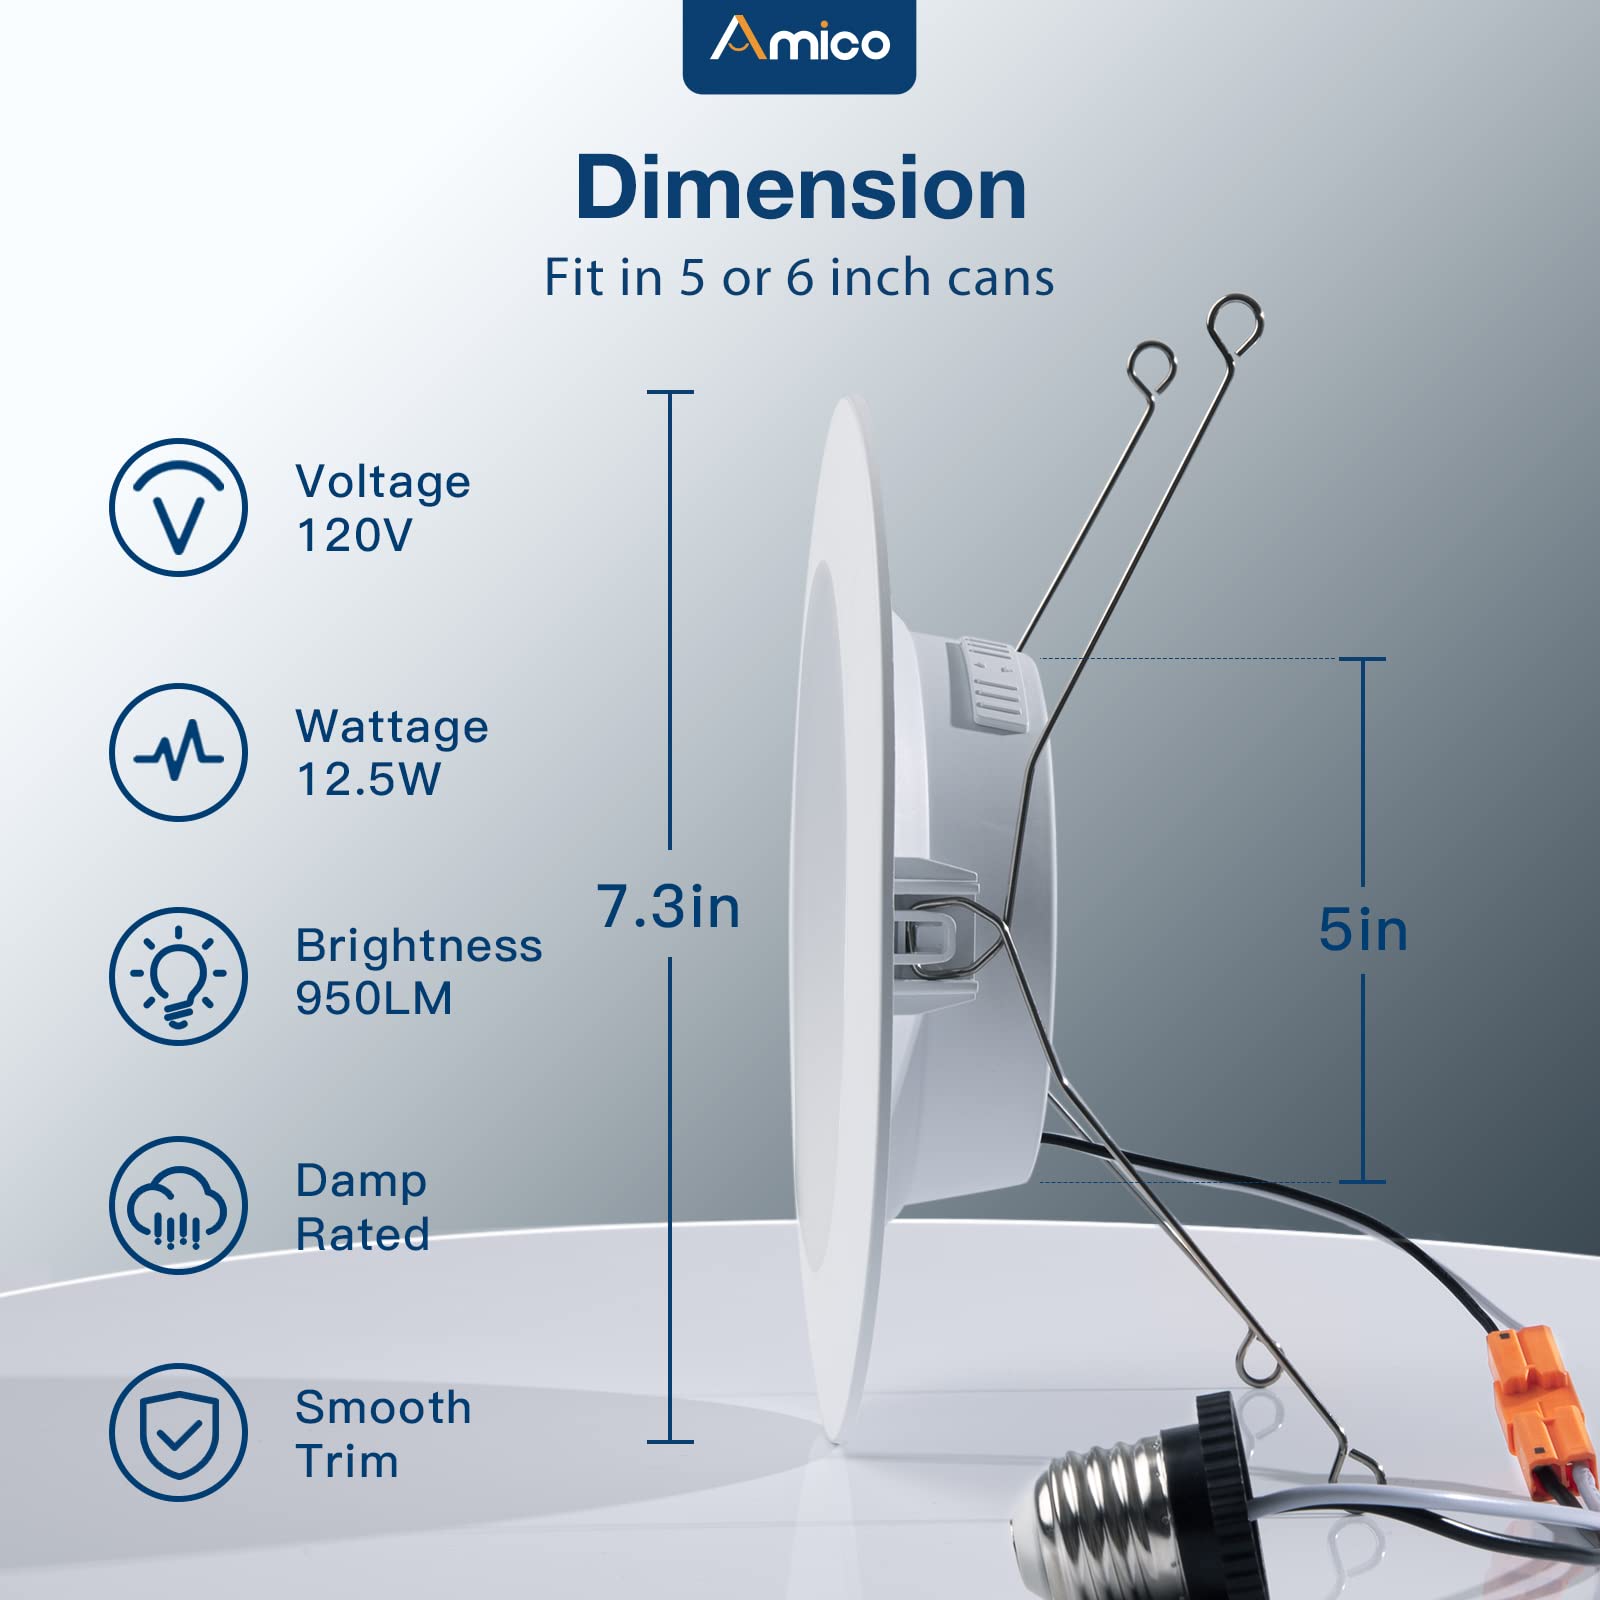 Amico
Dimension
Fit in 5 or 6 inch cans
Voltage
120V
Wattage
12.5W
Brightness
950LM
Damp
Rated
Smooth
Trim
7.3in
5in